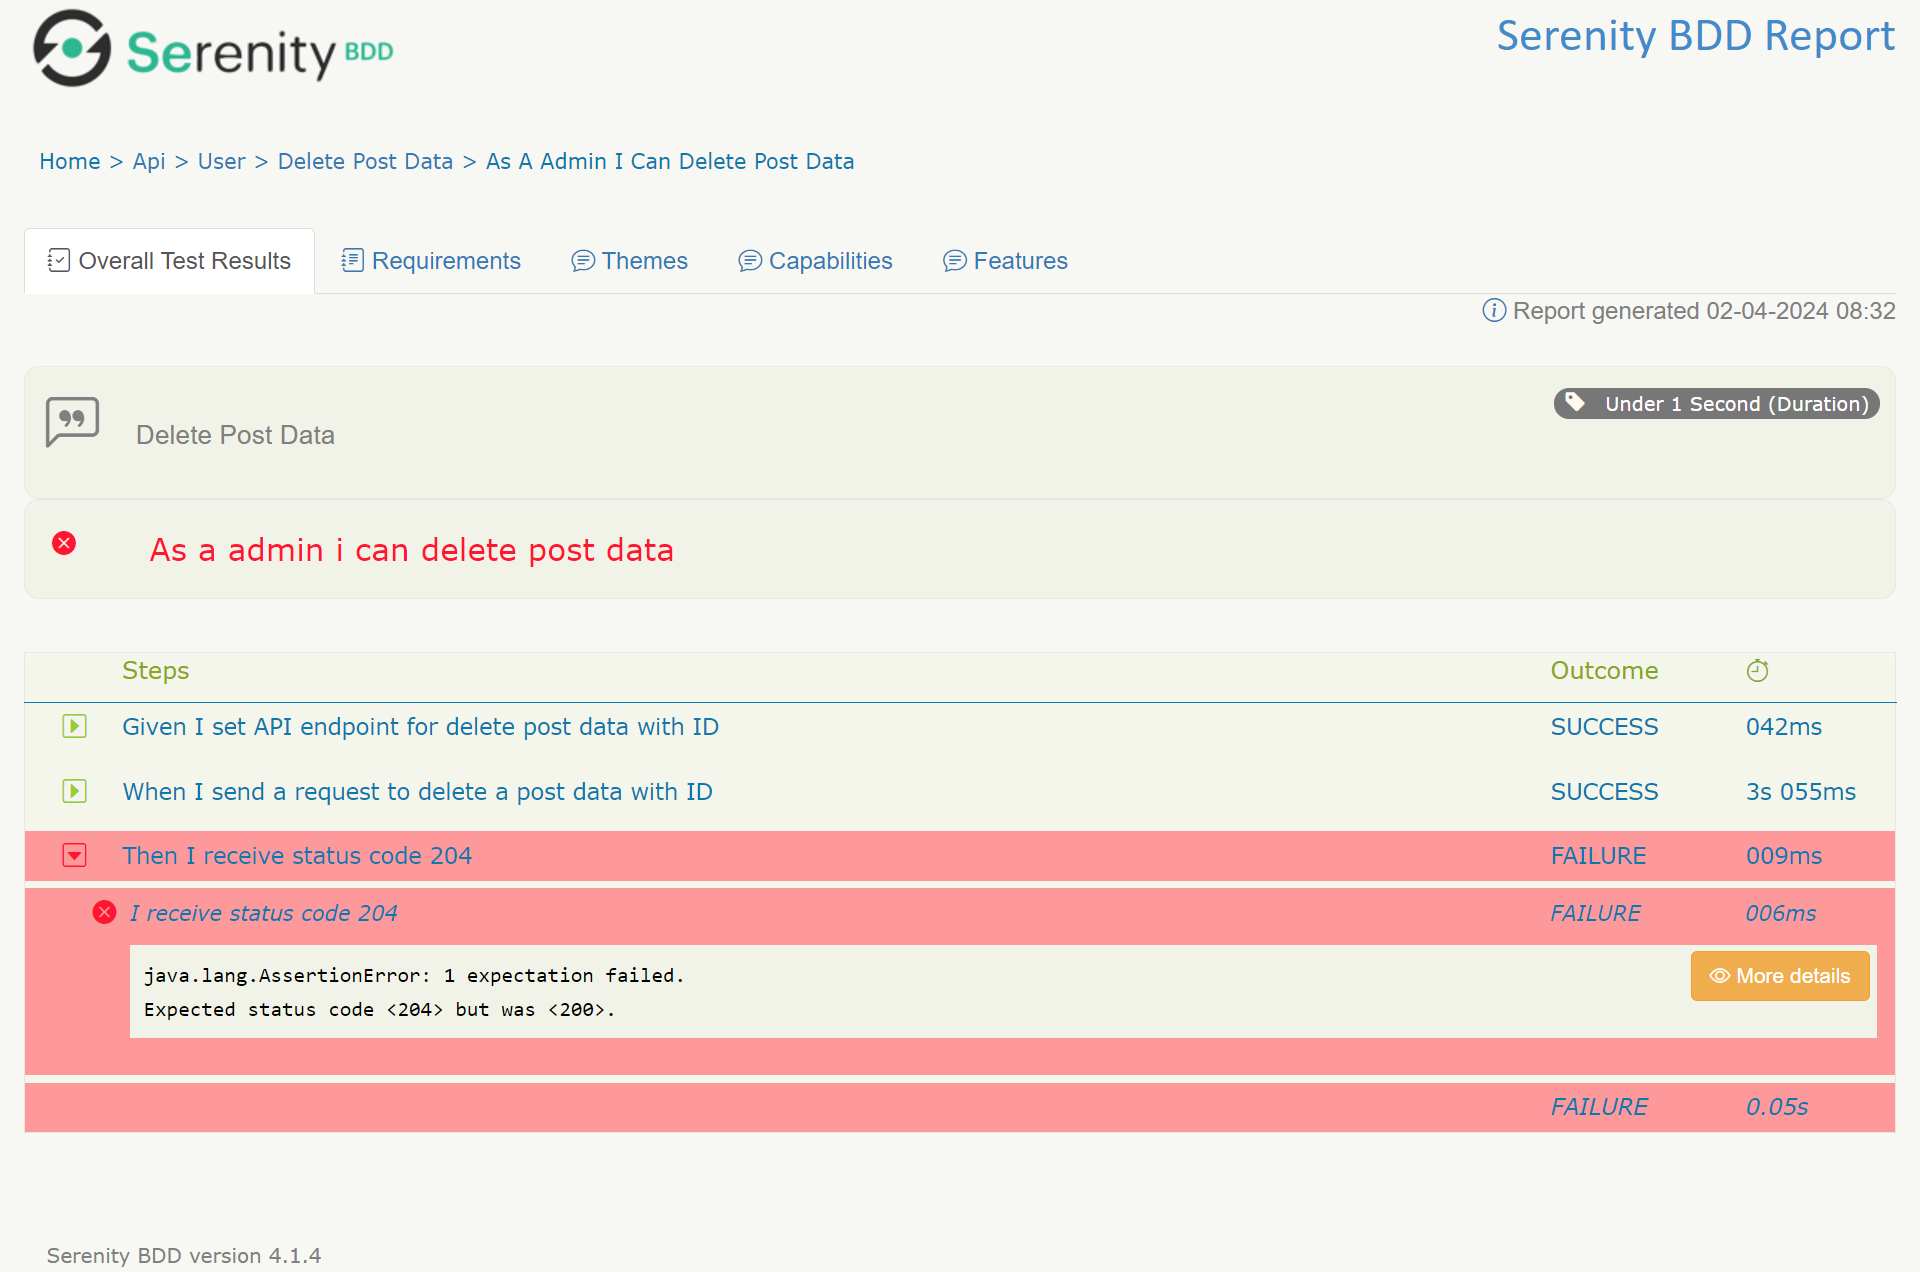 Serenity BDD
Serenity BDD Report
Home > Api > User > Delete Post Data > As A Admin I Can Delete Post Data
Overall Test Results Requirements Themes Capabilities Features
Report generated 02-04-2024 08:32
Under 1 Second (Duration)
Delete Post Data
As a admin i can delete post data
Steps Outcome
Given I set API endpoint for delete post data with ID SUCCESS 042ms
When I send a request to delete a post data with ID SUCCESS 3s 055ms
Then I receive status code 204 FAILURE 009ms
I receive status code 204 FAILURE 006ms
java.lang.AssertionError: 1 expectation failed.
More details
Expected status code <204> but was <200>.
FAILURE 0.05s
Serenity BDD version 4.1.4